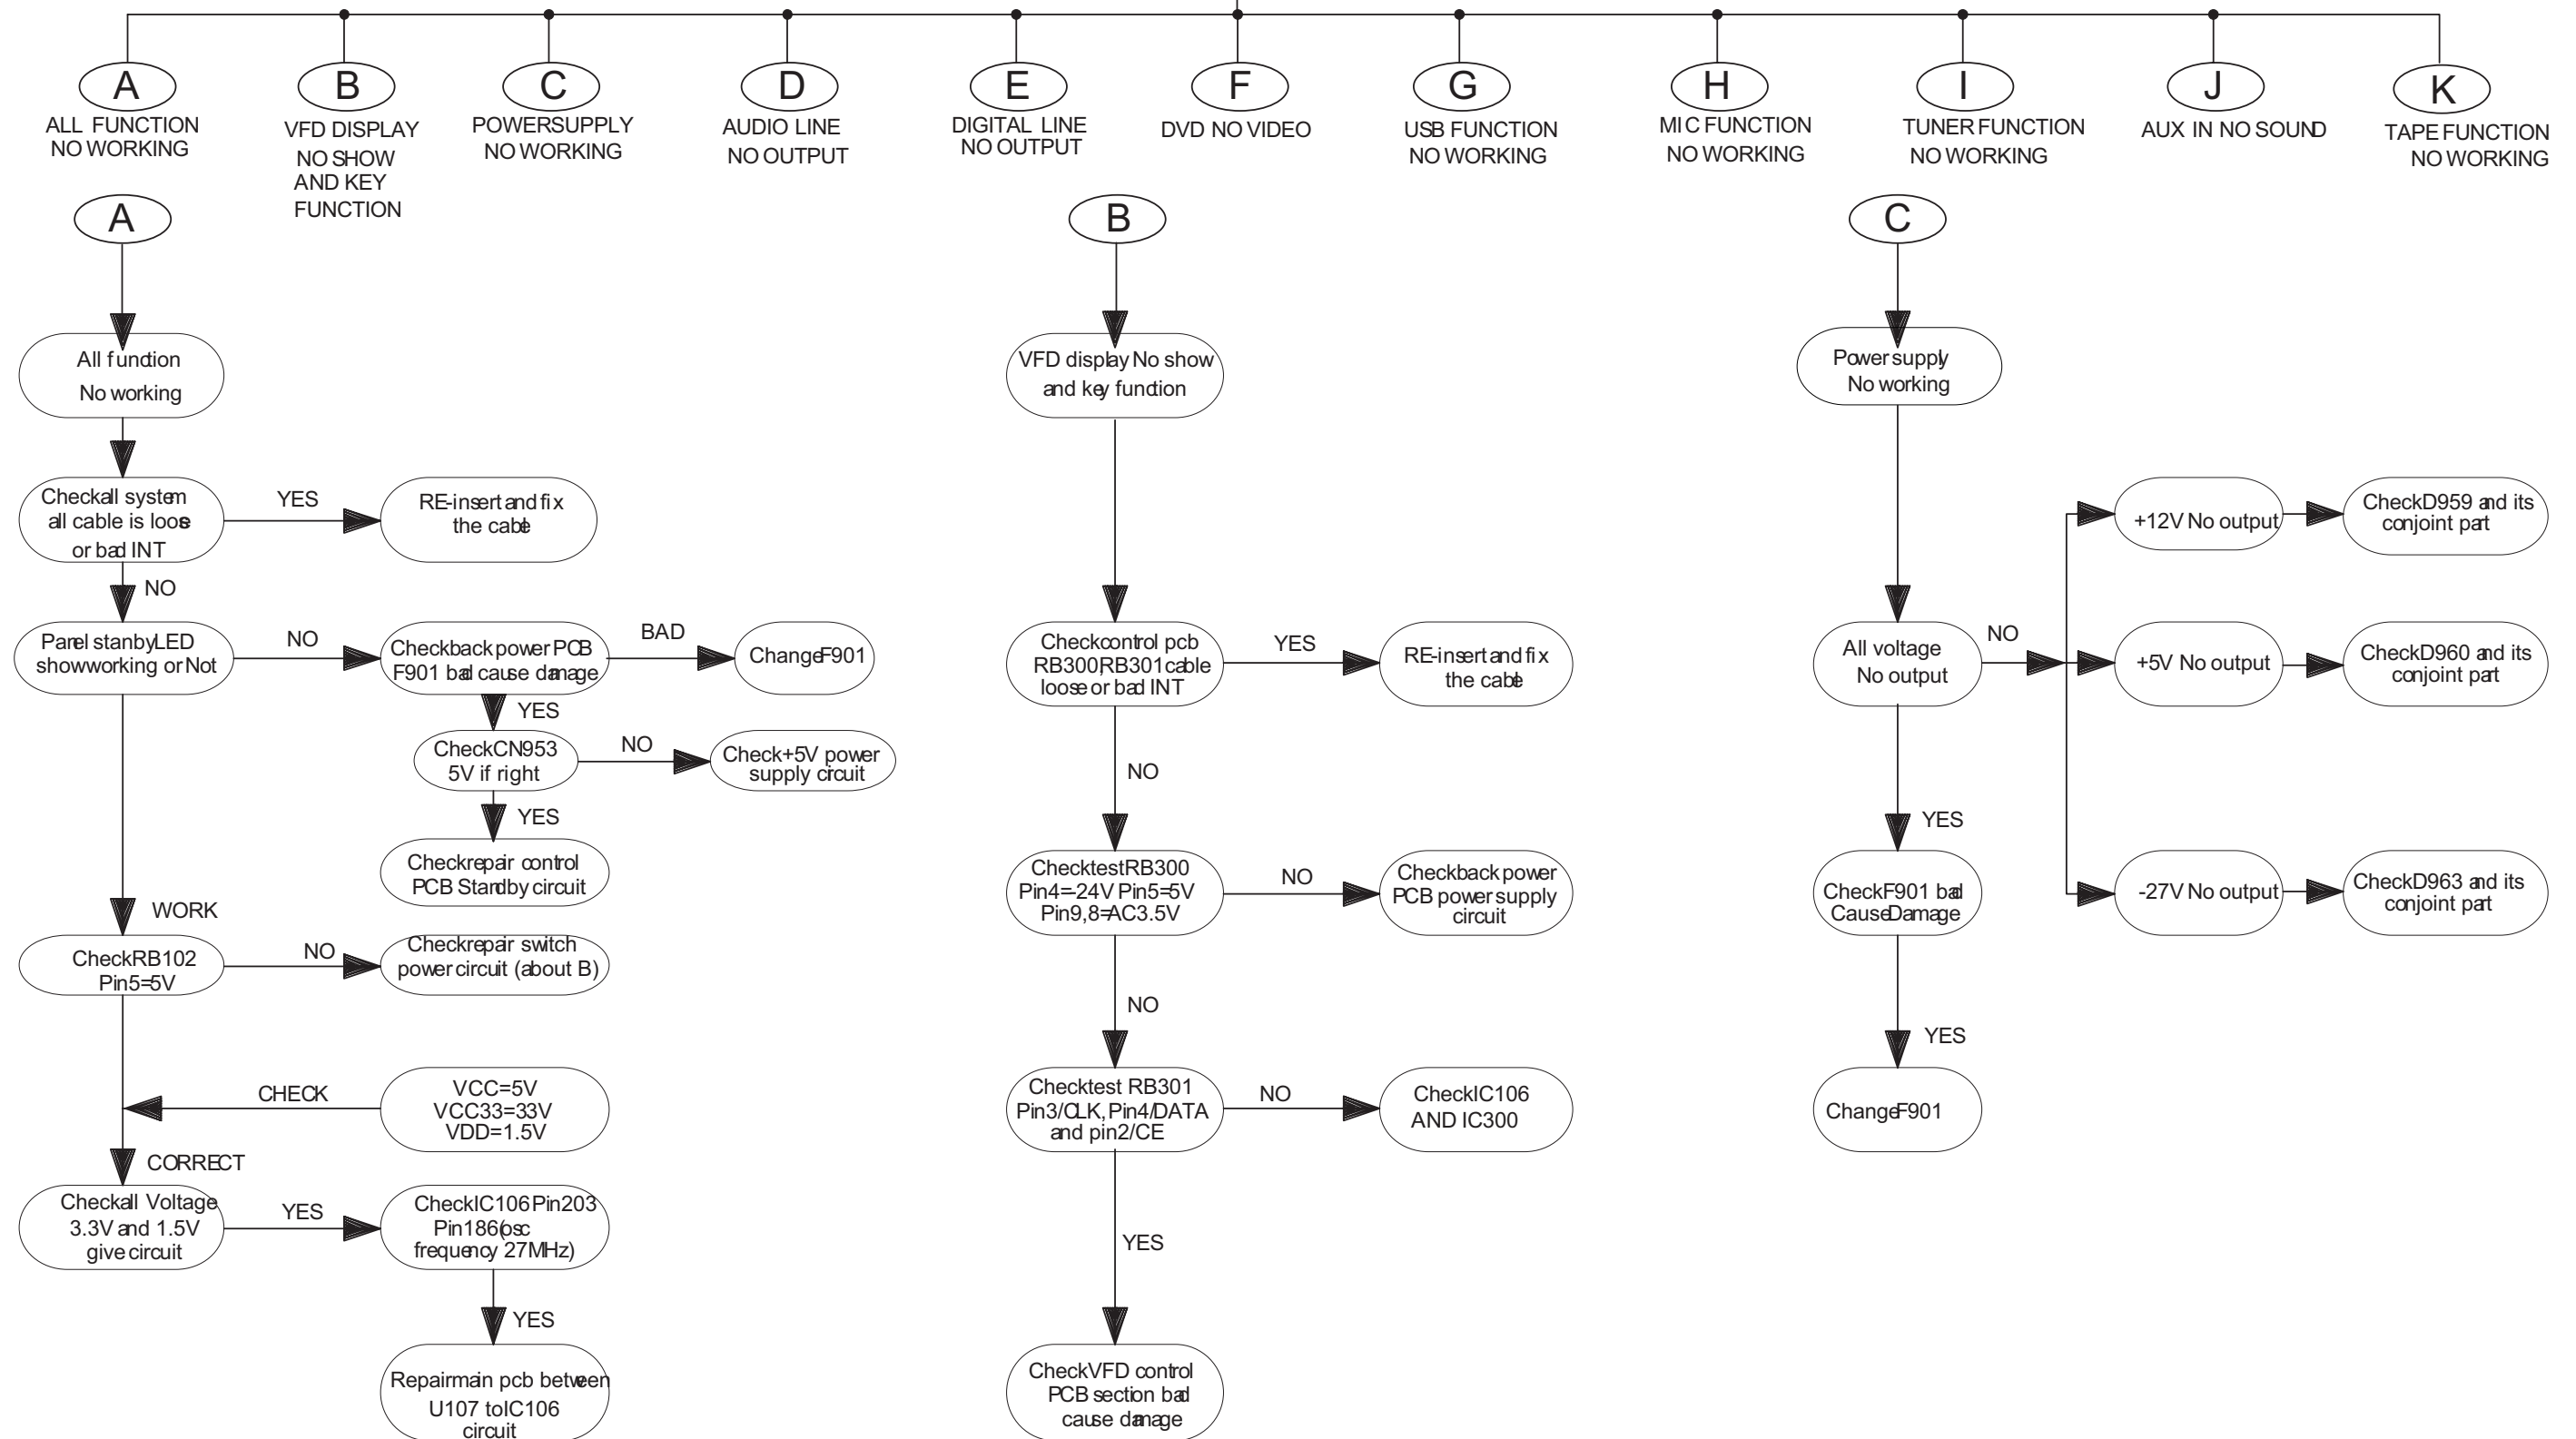 A
ALL FUNCTION
NO WORKING
B
VFD DISPLAY
NO SHOW
AND KEY
FUNCTION
C
POWERSUPPLY
NO WORKING
D
AUDIO LINE
NO OUTPUT
E
DIGITAL LINE
NO OUTPUT
F
DVD NO VIDEO
G
USB FUNCTION
NO WORKING
H
MIC FUNCTION
NO WORKING
I
TUNER FUNCTION
NO WORKING
J
AUX IN NO SOUND
K
TAPE FUNCTION
NO WORKING
A
All function
No working
Checkall system
all cable is loose
or bad INT
YES
RE-insert and fix
the cable
NO
Panel stanbyLED
showworking or Not
NO
Checkback power PCB
F901 bad cause damage
BAD
ChangeF901
YES
CheckCN953
5V if right
NO
Check+5V power
supply circuit
YES
Checkrepair control
PCB Standby circuit
WORK
CheckRB102
Pin5=5V
NO
Checkrepair switch
power circuit (about B)
CHECK
VCC=5V
VCC33=33V
VDD=1.5V
CORRECT
Checkall Voltage
3.3V and 1.5V
give circuit
YES
CheckIC106 Pin203
Pin186(osc
frequency 27MHz)
YES
Repairmain pcb between
U107 toIC106
circuit
B
VFD display No show
and key function
Checkcontrol pcb
RB300,RB301 cable
loose or bad INT
YES
RE-insert and fix
the cable
NO
ChecktestRB300
Pin4=-24V Pin5=5V
Pin9,8=AC3.5V
NO
Checkback power
PCB power supply
circuit
NO
Checktest RB301
Pin3/CLK, Pin4/DATA
and pin2/CE
NO
CheckIC106
AND IC300
YES
CheckVFD control
PCB section bad
cause damage
C
Power supply
No working
All voltage
No output
NO
+12V No output
CheckD959 and its
conjoint part
+5V No output
CheckD960 and its
conjoint part
-27V No output
CheckD963 and its
conjoint part
YES
CheckF901 bad
CauseDamage
YES
ChangeF901